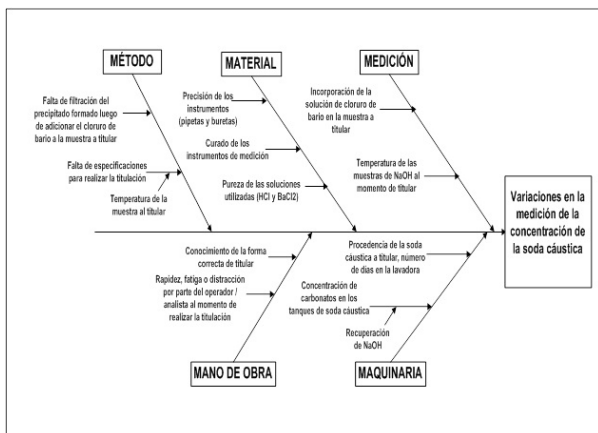 MÉTODO
MATERIAL
MEDICIÓN
Falta de filtración del
precipitado formado luego
de adicionar el cloruro de
bario a la muestra a titular
Falta de especificaciones
para realizar la titulación
Temperatura de la
muestra al titular
Precisión de los
instrumentos
(pipetas y buretas)
Curado de los
instrumentos de medición
Pureza de las soluciones
utilizadas (HCl y BaCl2)
Incorporación de la
solución de cloruro de
bario en la muestra a
titular
Temperatura de las
muestras de NaOH al
momento de titular
Variaciones en la
medición de la
concentración de
la soda cáustica
Conocimiento de la forma
correcta de titular
Rapidez, fatiga o distracción
por parte del operador /
analista al momento de
realizar la titulación
Procedencia de la soda
cáustica a titular, número
de días en la lavadora
Concentración de
carbonatos en los
tanques de soda cáustica
Recuperación
de NaOH
MANO DE OBRA
MAQUINARIA